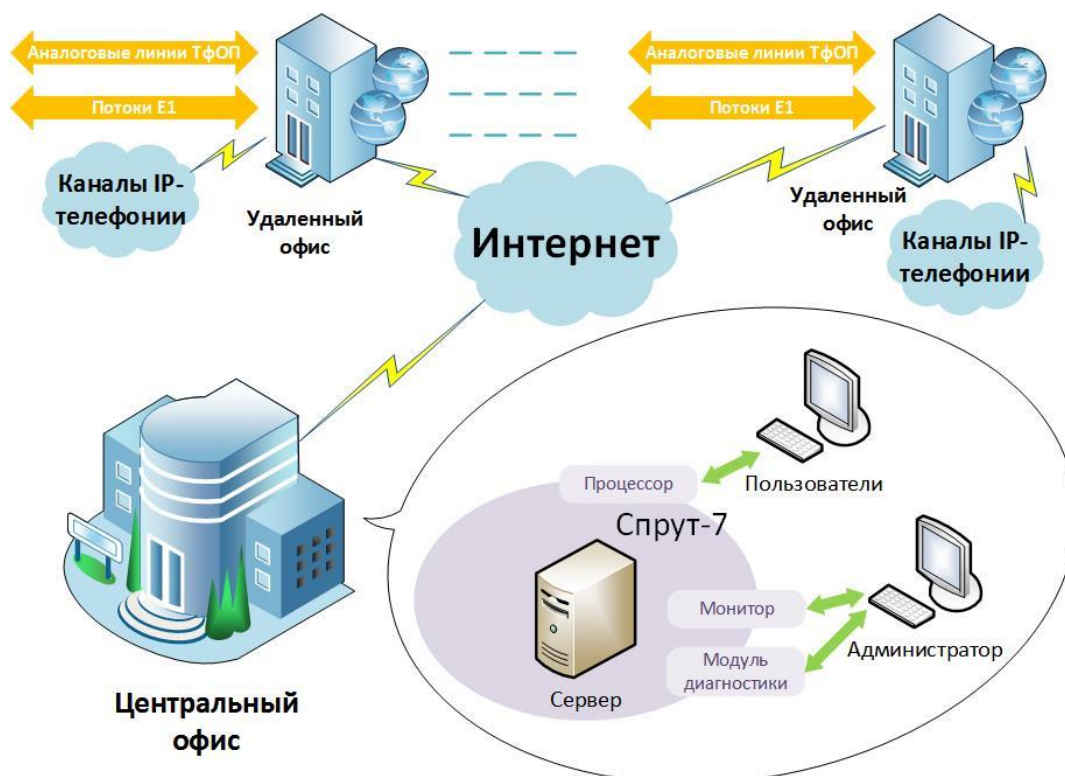 Аналоговые линии ТфОП
Потоки Е1
Каналы IP-
телефонии
Удаленный
офис
Аналоговые линии ТфОП
Потоки Е1
Удаленный
офис
Каналы IP-
телефонии
Интернет
Центральный
офис
Процессор
Пользователи
Спрут-7
Сервер
Монитор
Модуль
диагностики
Администратор